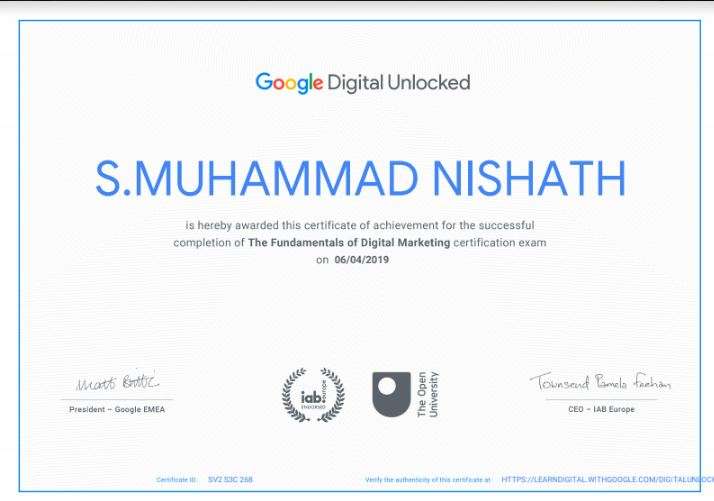 Google Digital Unlocked
S.MUHAMMAD NISHATH
is hereby awarded this certificate of achievement for the successful
completion of The Fundamentals of Digital Marketing certification exam
on 06/04/2019
Matt Brittin
President – Google EMEA
iab:
europe
ENDORSED
The Open
University
Townsend Pamela Feehan
CEO – IAB Europe
Certificate ID: SV2 S3C 268
Verify the authenticity of this certificate at: HTTPS://LEARNDIGITAL.WITHGOOGLE.COM/DIGITALUNLOCK